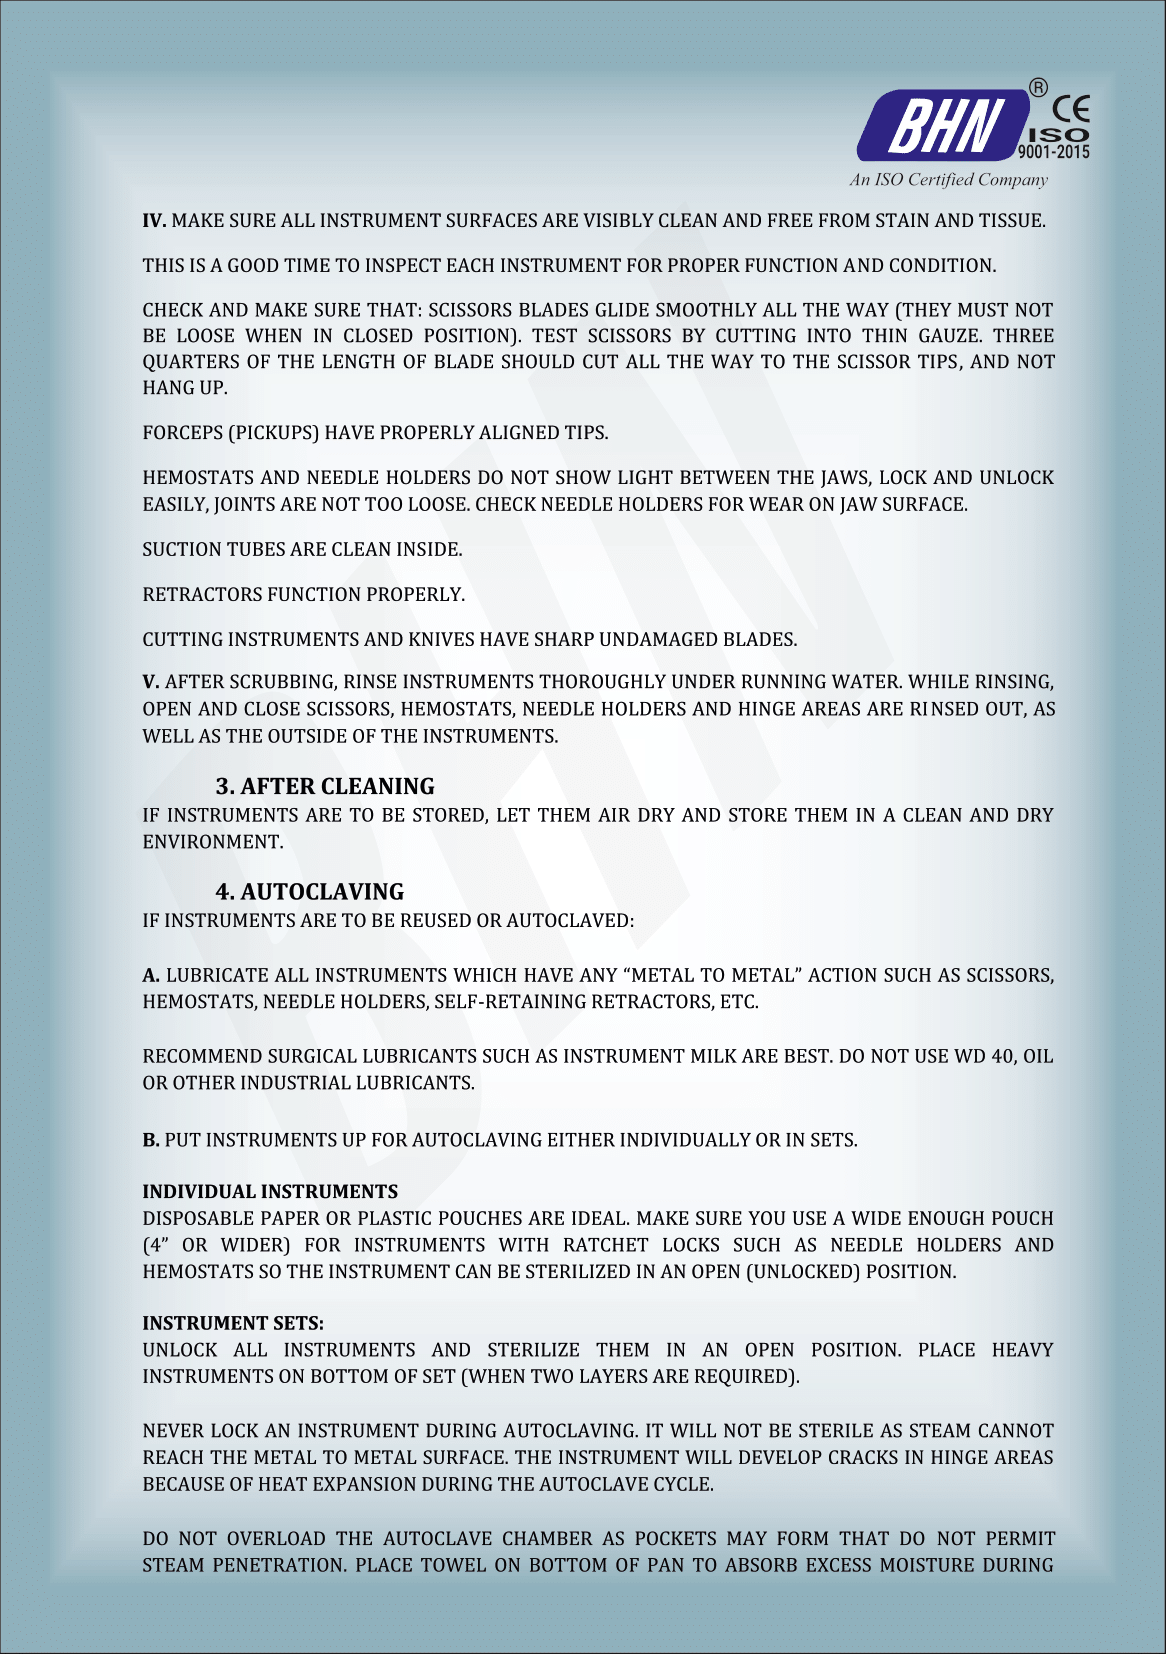 BHN
®
CE
ISO
9001-2015
An ISO Certified Company
IV. MAKE SURE ALL INSTRUMENT SURFACES ARE VISIBLY CLEAN AND FREE FROM STAIN AND TISSUE.
THIS IS A GOOD TIME TO INSPECT EACH INSTRUMENT FOR PROPER FUNCTION AND CONDITION.
CHECK AND MAKE SURE THAT: SCISSORS BLADES GLIDE SMOOTHLY ALL THE WAY (THEY MUST NOT
BE LOOSE WHEN IN CLOSED POSITION). TEST SCISSORS BY CUTTING INTO THIN GAUZE. THREE
QUARTERS OF THE LENGTH OF BLADE SHOULD CUT ALL THE WAY TO THE SCISSOR TIPS, AND NOT
HANG UP.
FORCEPS (PICKUPS) HAVE PROPERLY ALIGNED TIPS.
HEMOSTATS AND NEEDLE HOLDERS DO NOT SHOW LIGHT BETWEEN THE JAWS, LOCK AND UNLOCK
EASILY, JOINTS ARE NOT TOO LOOSE. CHECK NEEDLE HOLDERS FOR WEAR ON JAW SURFACE.
SUCTION TUBES ARE CLEAN INSIDE.
RETRACTORS FUNCTION PROPERLY.
CUTTING INSTRUMENTS AND KNIVES HAVE SHARP UNDAMAGED BLADES.
V. AFTER SCRUBBING, RINSE INSTRUMENTS THOROUGHLY UNDER RUNNING WATER. WHILE RINSING,
OPEN AND CLOSE SCISSORS, HEMOSTATS, NEEDLE HOLDERS AND HINGE AREAS ARE RINSED OUT, AS
WELL AS THE OUTSIDE OF THE INSTRUMENTS.
3. AFTER CLEANING
IF INSTRUMENTS ARE TO BE STORED, LET THEM AIR DRY AND STORE THEM IN A CLEAN AND DRY
ENVIRONMENT.
4. AUTOCLAVING
IF INSTRUMENTS ARE TO BE REUSED OR AUTOCLAVED:
A. LUBRICATE ALL INSTRUMENTS WHICH HAVE ANY “METAL TO METAL” ACTION SUCH AS SCISSORS,
HEMOSTATS, NEEDLE HOLDERS, SELF-RETAINING RETRACTORS, ETC.
RECOMMEND SURGICAL LUBRICANTS SUCH AS INSTRUMENT MILK ARE BEST. DO NOT USE WD 40, OIL
OR OTHER INDUSTRIAL LUBRICANTS.
B. PUT INSTRUMENTS UP FOR AUTOCLAVING EITHER INDIVIDUALLY OR IN SETS.
INDIVIDUAL INSTRUMENTS
DISPOSABLE PAPER OR PLASTIC POUCHES ARE IDEAL. MAKE SURE YOU USE A WIDE ENOUGH POUCH
(4” OR WIDER) FOR INSTRUMENTS WITH RATCHET LOCKS SUCH AS NEEDLE HOLDERS AND
HEMOSTATS SO THE INSTRUMENT CAN BE STERILIZED IN AN OPEN (UNLOCKED) POSITION.
INSTRUMENT SETS:
UNLOCK ALL INSTRUMENTS AND STERILIZE THEM IN AN OPEN POSITION. PLACE HEAVY
INSTRUMENTS ON BOTTOM OF SET (WHEN TWO LAYERS ARE REQUIRED).
NEVER LOCK AN INSTRUMENT DURING AUTOCLAVING. IT WILL NOT BE STERILE AS STEAM CANNOT
REACH THE METAL TO METAL SURFACE. THE INSTRUMENT WILL DEVELOP CRACKS IN HINGE AREAS
BECAUSE OF HEAT EXPANSION DURING THE AUTOCLAVE CYCLE.
DO NOT OVERLOAD THE AUTOCLAVE CHAMBER AS POCKETS MAY FORM THAT DO NOT PERMIT
STEAM PENETRATION. PLACE TOWEL ON BOTTOM OF PAN TO ABSORB EXCESS MOISTURE DURING